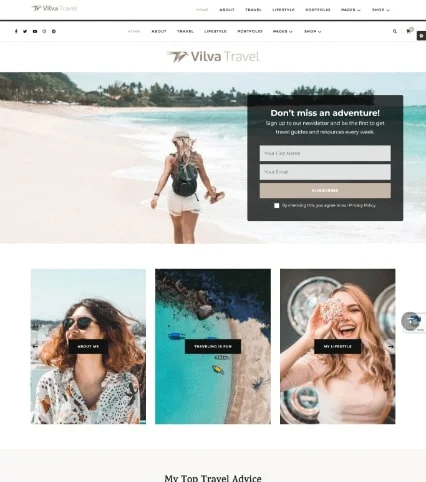 Vilva Travel
HOME ABOUT TRAVEL LIFESTYLE PORTFOLIOS PAGES SHOP
HOME ABOUT TRAVEL LIFESTYLE PORTFOLIOS PAGES SHOP
Vilva Travel
Don't miss an adventure!
Sign up to our newsletter and be the first to get
travel guides and resources every week.
Your First Name
Your Email
SUBSCRIBE
By checking this, you agree to our Privacy Policy.
ABOUT ME
TRAVELING IS FUN
MY LIFESTYLE
My Top Travel Advice